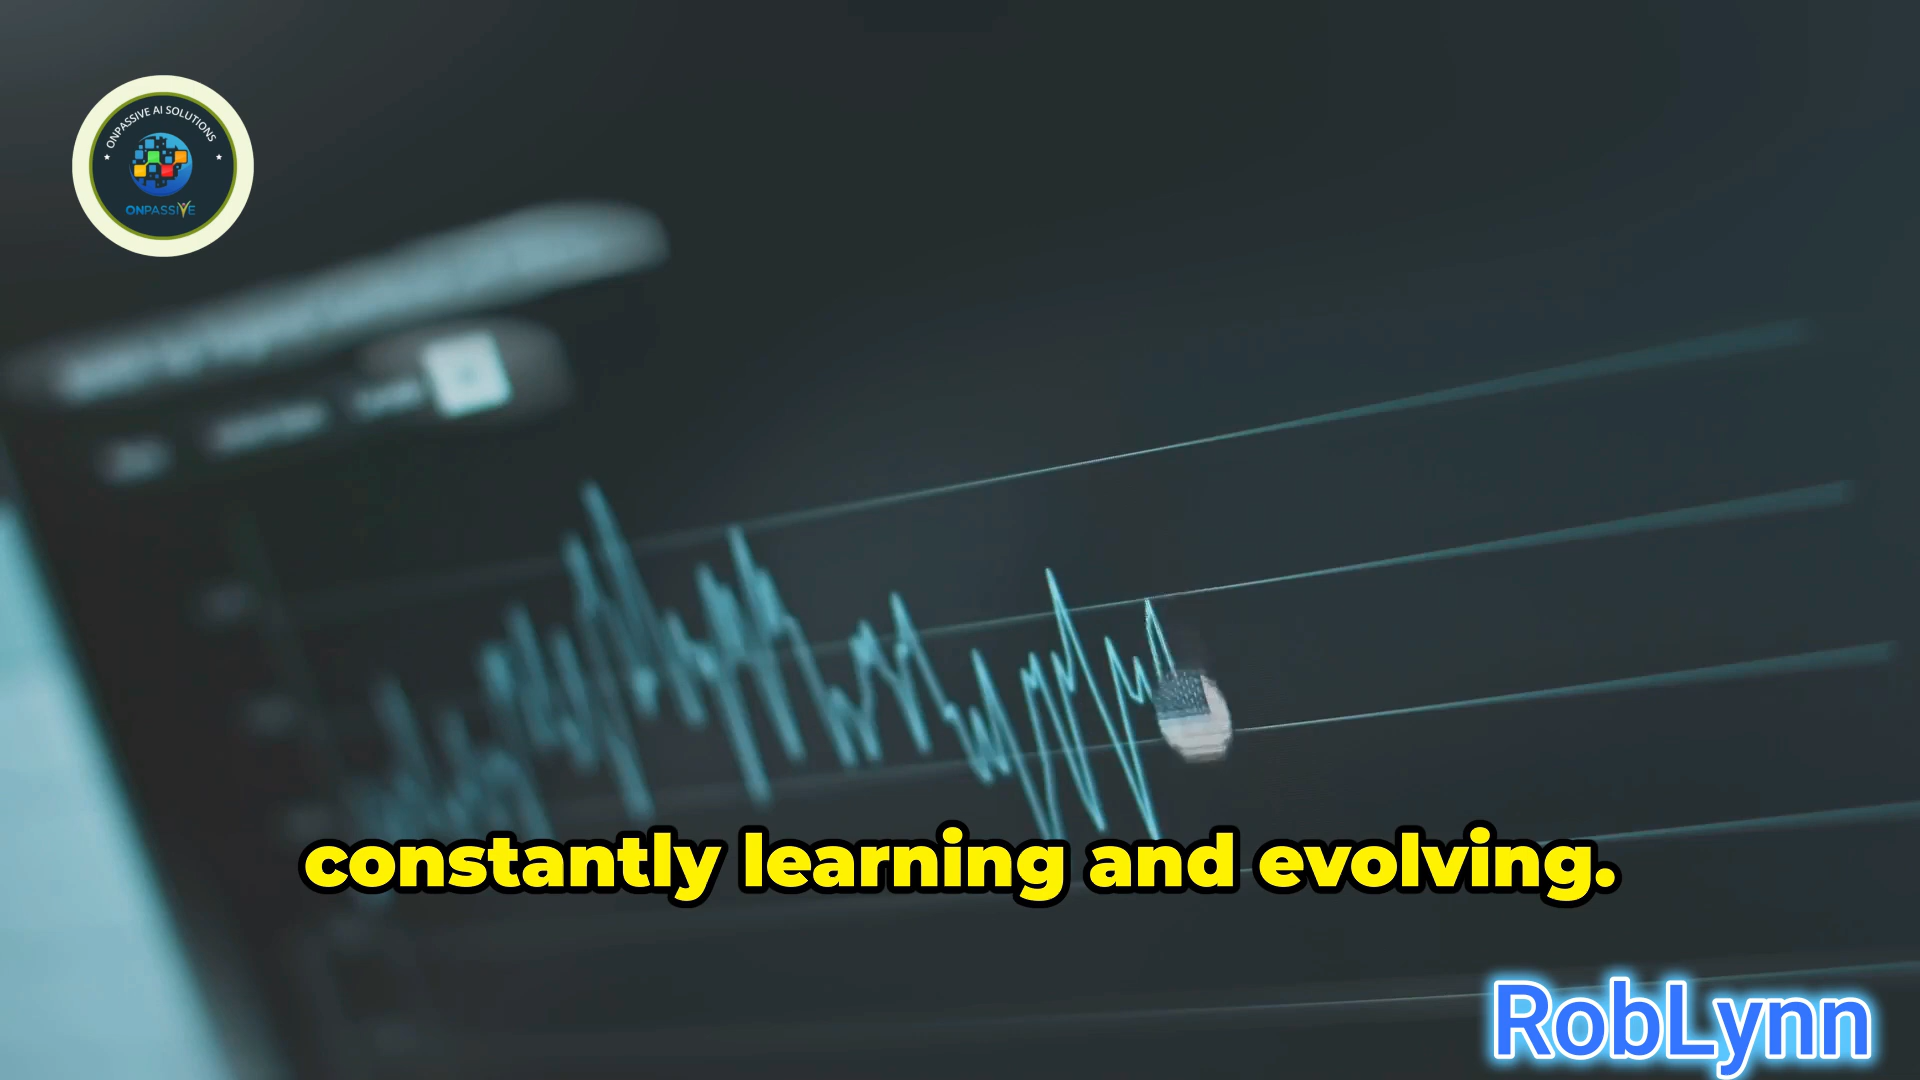 ONPASSIVE AI SOLUTIONS
ONPASSIVE
constantly learning and evolving.
RobLynn